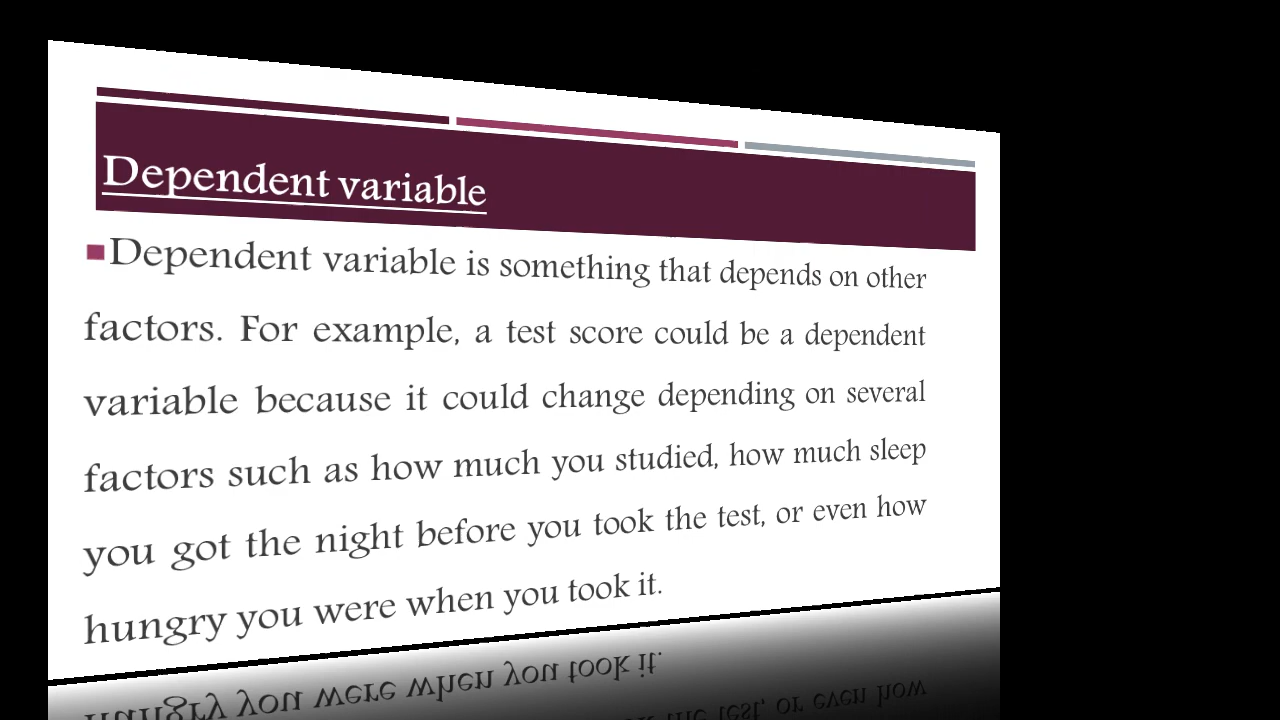 Dependent variable
Dependent variable is something that depends on other
factors. For example, a test score could be a dependent
variable because it could change depending on several
factors such as how much you studied, how much sleep
you got the night before you took the test, or even how
hungry you were when you took it.